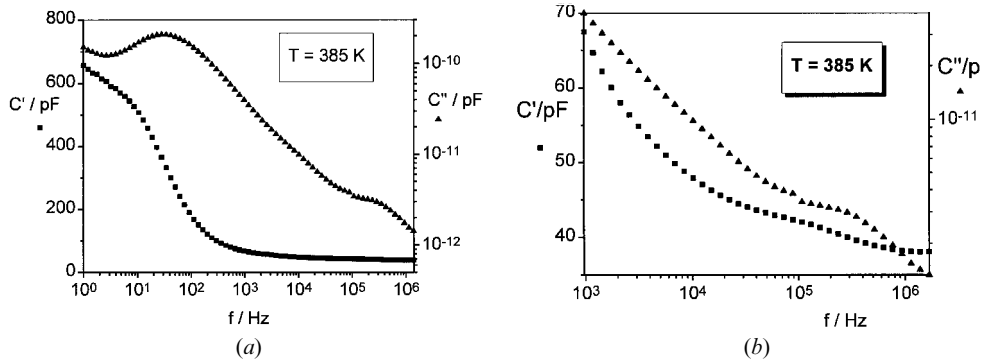 800
600
400
200
0
C' / pF
T = 385 K
10⁻¹⁰
C'' / pF
10⁻¹¹
10⁻¹²
10⁰ 10¹ 10² 10³ 10⁴ 10⁵ 10⁶
f / Hz
(a)
70
60
50
40
C'/pF
T = 385 K
C''/p
10⁻¹¹
10³ 10⁴ 10⁵ 10⁶
f / Hz
(b)